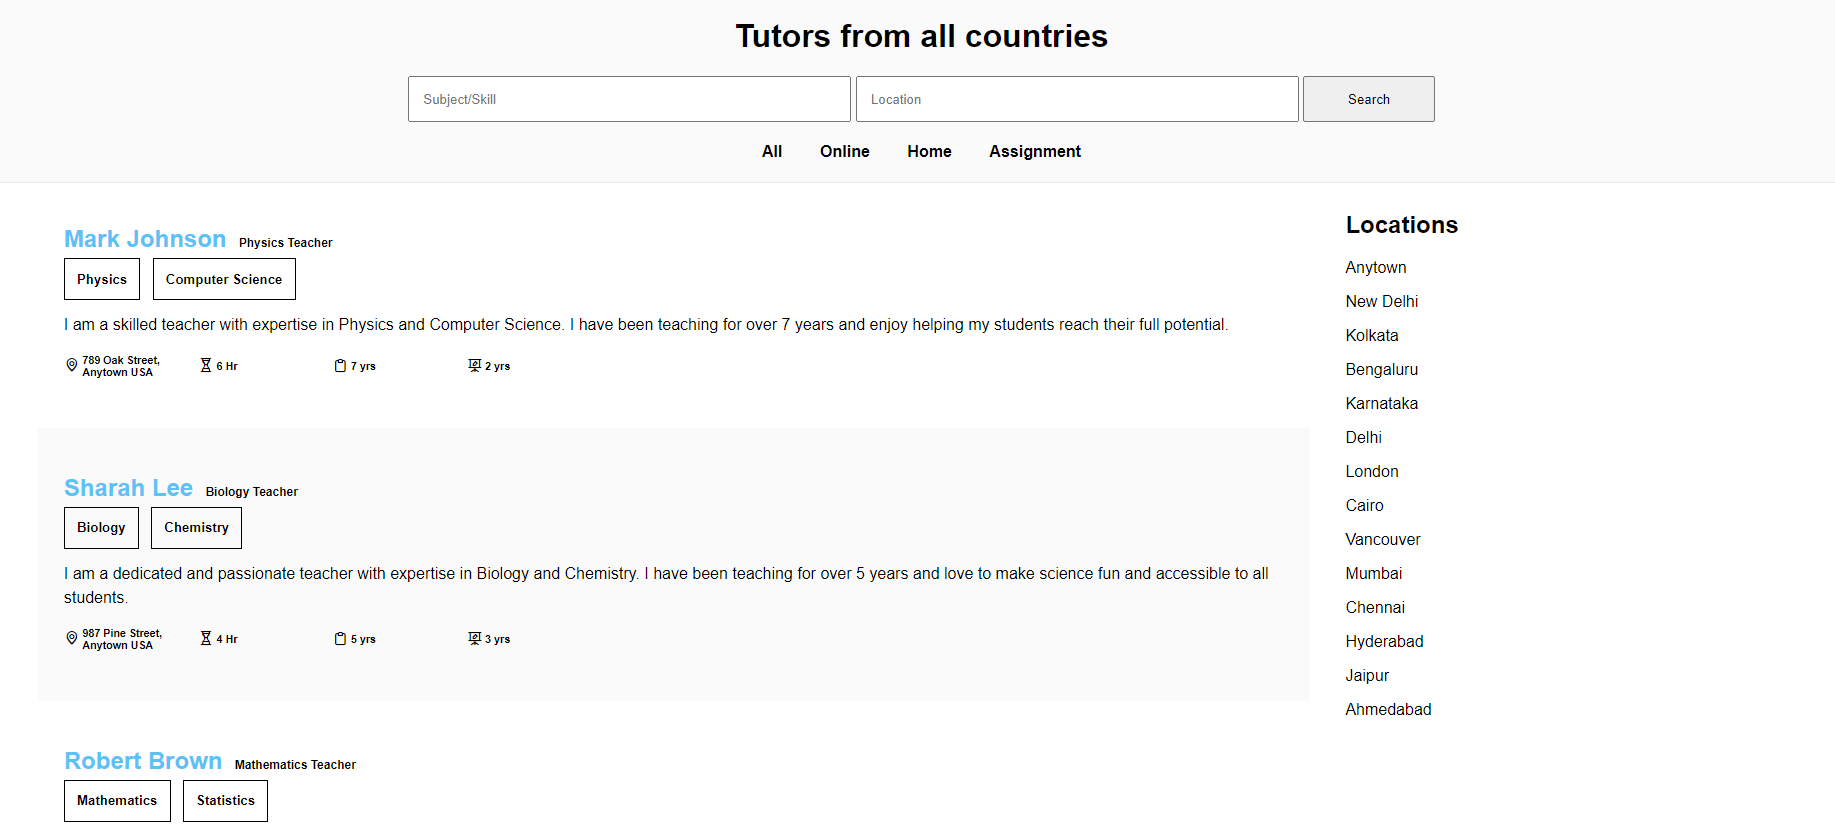 Tutors from all countries
Subject/Skill Location Search
All Online Home Assignment
Mark Johnson Physics Teacher
Physics Computer Science
I am a skilled teacher with expertise in Physics and Computer Science. I have been teaching for over 7 years and enjoy helping my students reach their full potential.
789 Oak Street,
Anytown USA
6 Hr
7 yrs
2 yrs
Sharah Lee Biology Teacher
Biology Chemistry
I am a dedicated and passionate teacher with expertise in Biology and Chemistry. I have been teaching for over 5 years and love to make science fun and accessible to all
students.
987 Pine Street,
Anytown USA
4 Hr
5 yrs
3 yrs
Robert Brown Mathematics Teacher
Mathematics Statistics
Locations
Anytown
New Delhi
Kolkata
Bengaluru
Karnataka
Delhi
London
Cairo
Vancouver
Mumbai
Chennai
Hyderabad
Jaipur
Ahmedabad